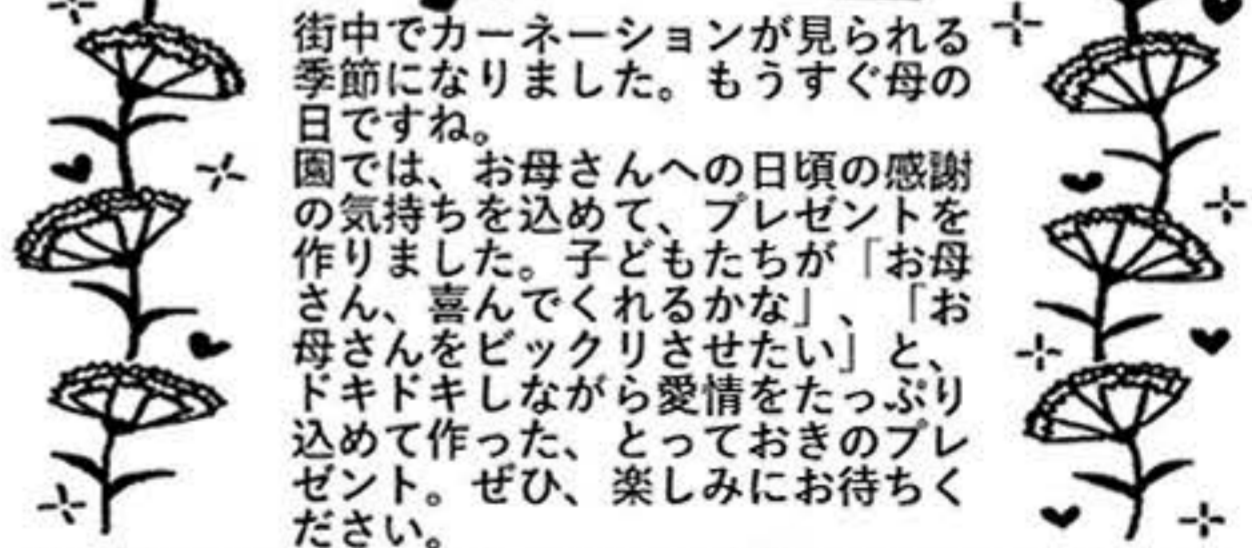 街中でカーネーションが見られる
季節になりました。もうすぐ母の
日ですね。
園では、お母さんへの日頃の感謝
の気持ちを込めて、プレゼントを
作りました。子どもたちが「お母
さん、喜んでくれるかな」、「お
母さんをビックリさせたい」と、
ドキドキしながら愛情をたっぷり
込めて作った、とっておきのプレ
ゼント。ぜひ、楽しみにお待ちく
ださい。